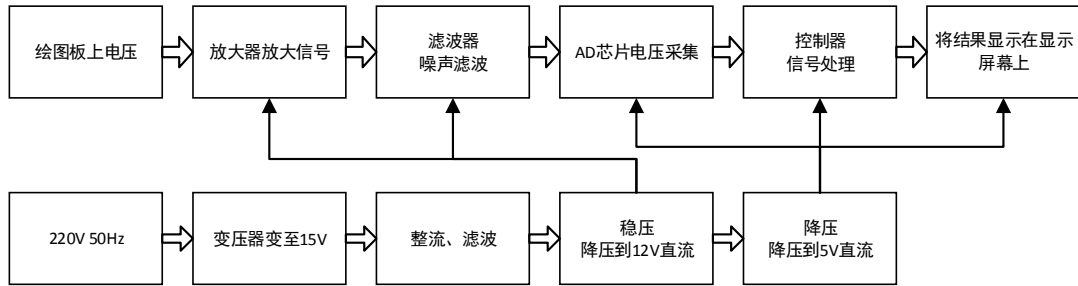 绘图板上电压
放大器放大信号
滤波器
噪声滤波
AD芯片电压采集
控制器
信号处理
将结果显示在显示
屏幕上
220V 50Hz
变压器变至15V
整流、滤波
稳压
降压到12V直流
降压
降压到5V直流